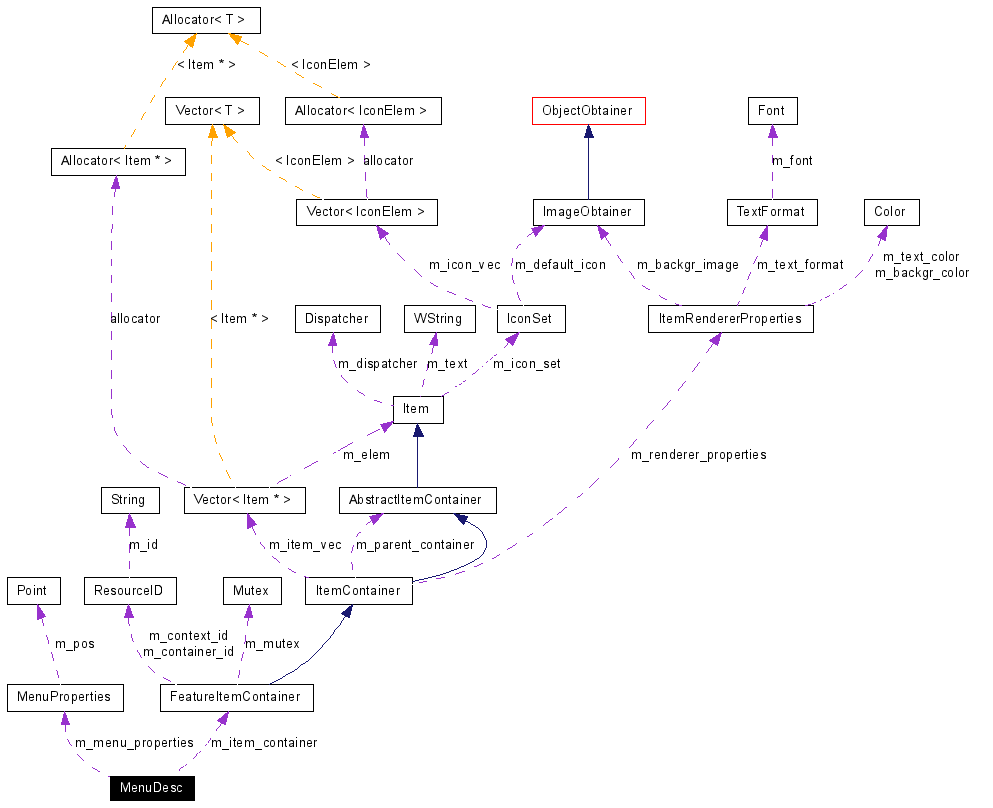 Allocator< T >
< Item * >
< IconElem >
Vector< T >
Allocator< IconElem >
ObjectObtainer
Font
Allocator< Item * >
< IconElem >
allocator
m_font
Vector< IconElem >
ImageObtainer
TextFormat
Color
m_icon_vec
m_default_icon
m_backgr_image
m_text_format
m_text_color
m_backgr_color
allocator
< Item * >
Dispatcher
WString
IconSet
ItemRendererProperties
m_dispatcher
m_text
m_icon_set
Item
m_elem
m_renderer_properties
String
Vector< Item * >
AbstractItemContainer
m_id
m_item_vec
m_parent_container
Point
ResourceID
Mutex
ItemContainer
m_pos
m_context_id
m_container_id
m_mutex
MenuProperties
FeatureItemContainer
m_menu_properties
m_item_container
MenuDesc